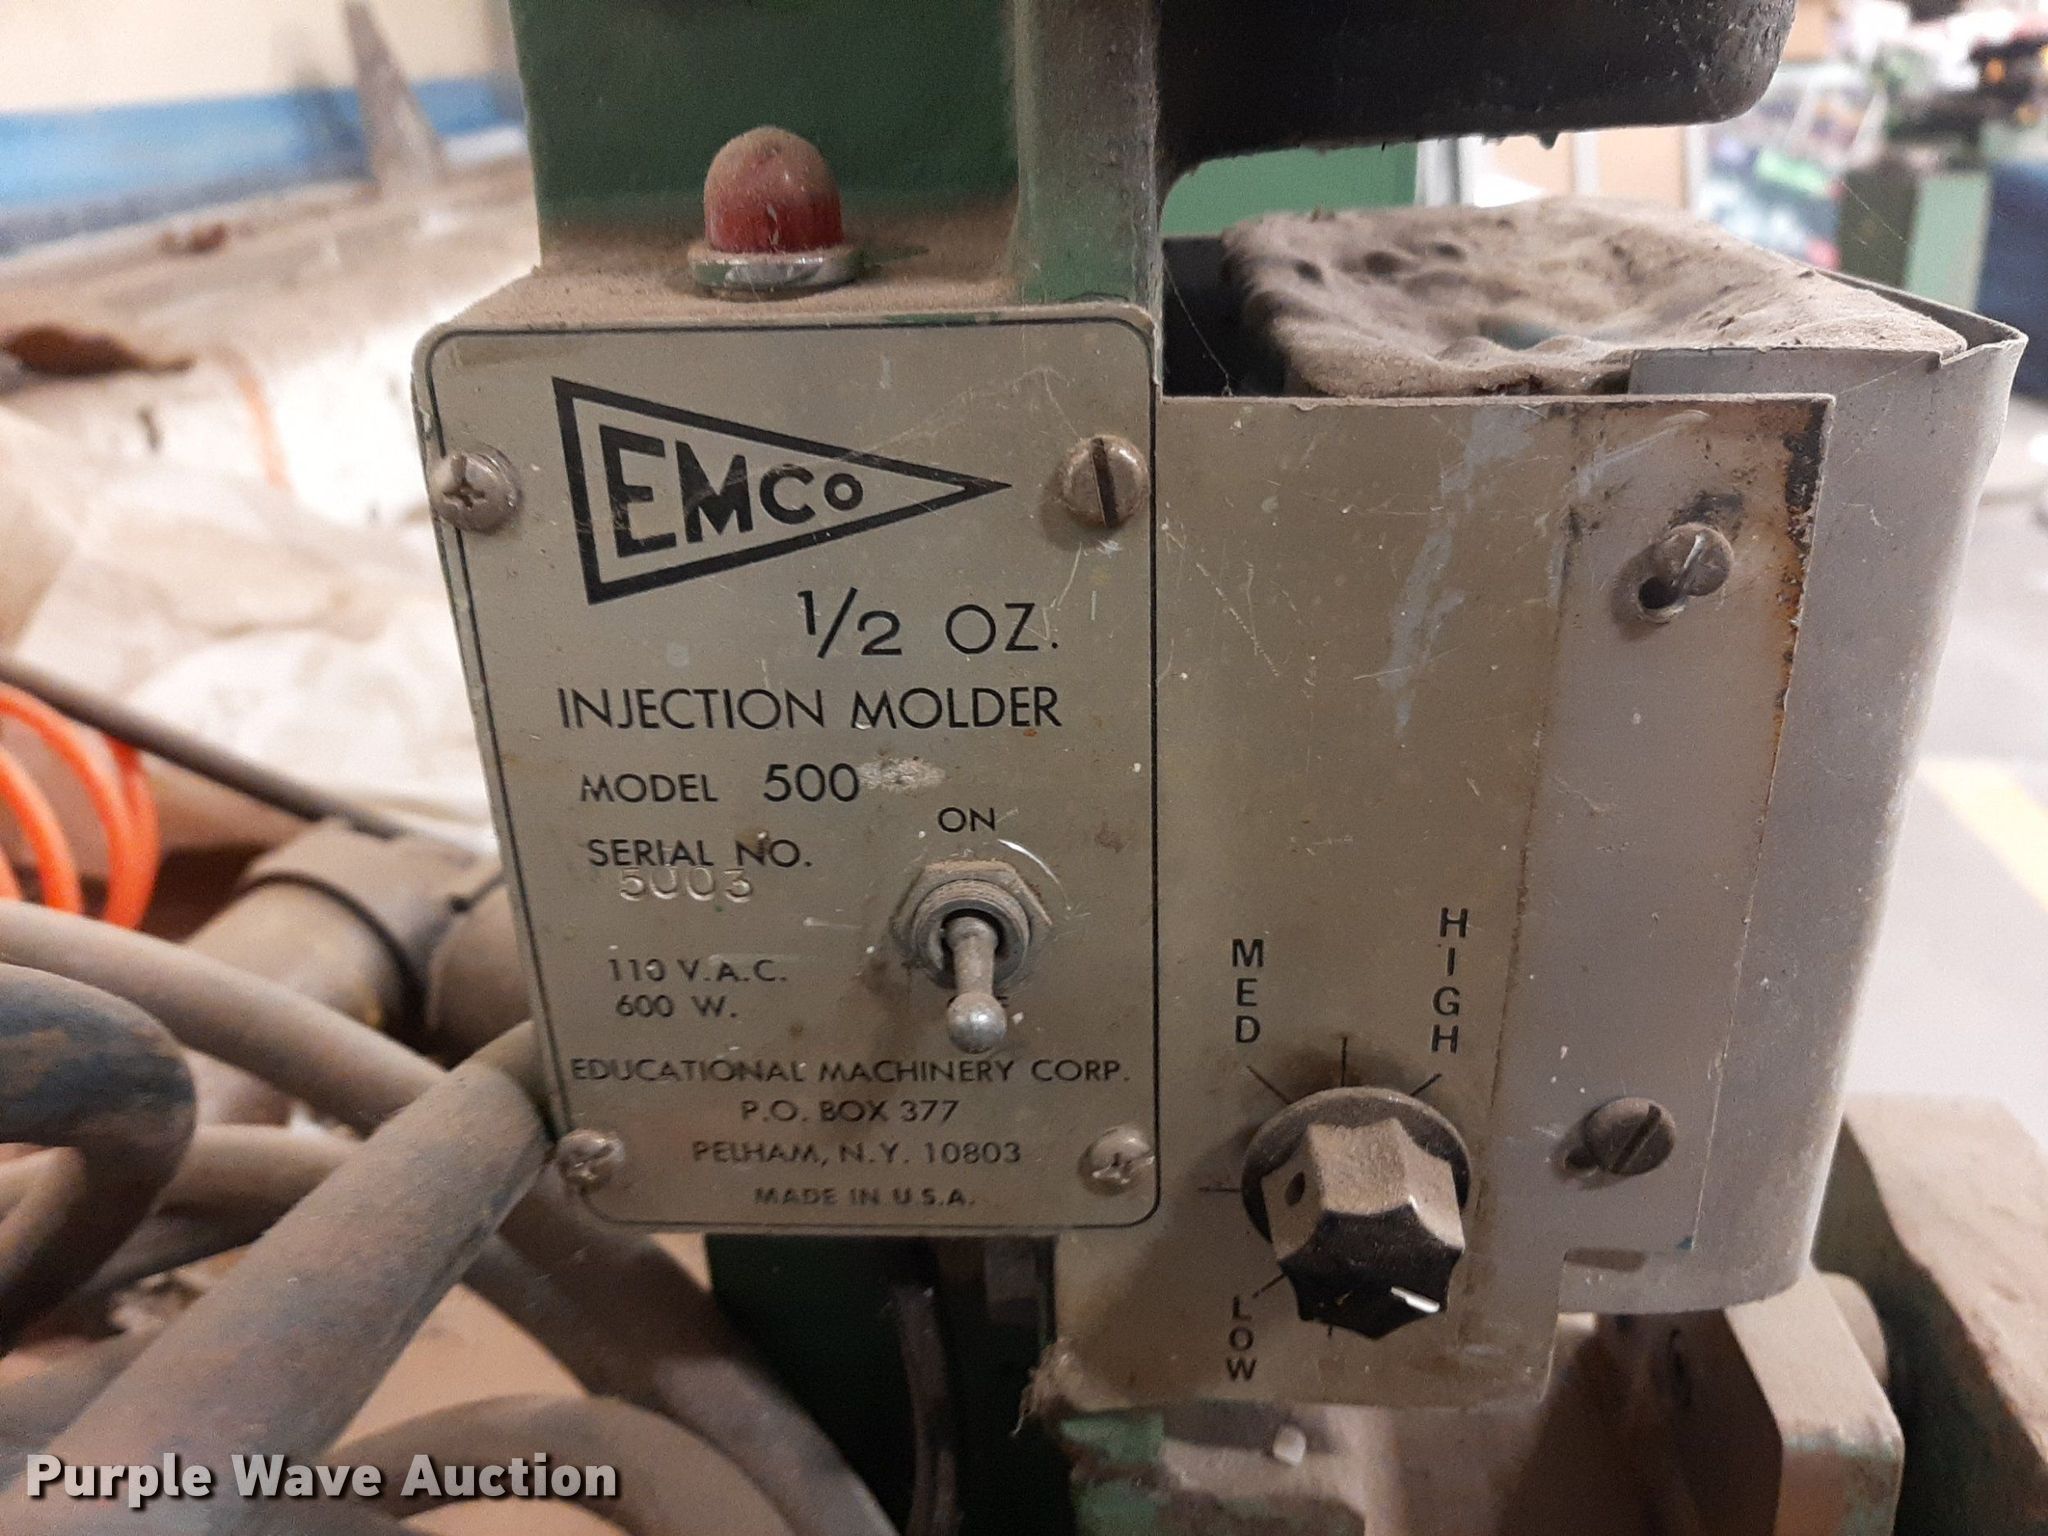 EMCO
1/2 OZ.
INJECTION MOLDER
MODEL 500
ON
SERIAL NO.
5003
110 V.A.C.
600 W.
EDUCATIONAL MACHINERY CORP.
P.O. BOX 377
PELHAM, N.Y. 10803
MADE IN U.S.A.
MED
HIGH
LOW
Purple Wave Auction